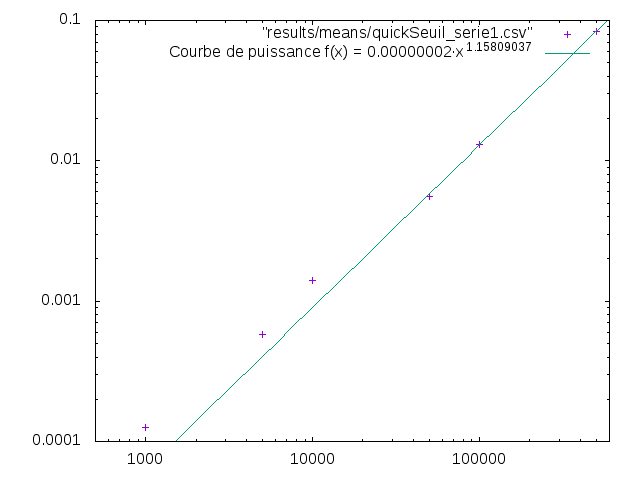 "results/means/quickSeuil_serie1.csv"
Courbe de puissance f(x) = 0.00000002·x^1.15809037
0.1
0.01
0.001
0.0001
1000 10000 100000